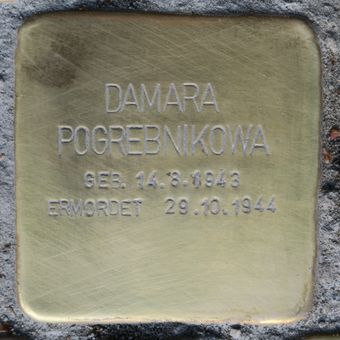 DAMARA
POGREBNIKOWA
GEB. 14.8.1943
ERMORDET 29.10.1944